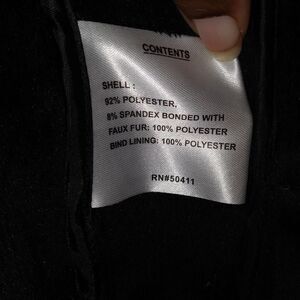 CONTENTS
SHELL :
92% POLYESTER,
8% SPANDEX BONDED WITH
FAUX FUR: 100% POLYESTER
BIND LINING: 100% POLYESTER
RN#50411